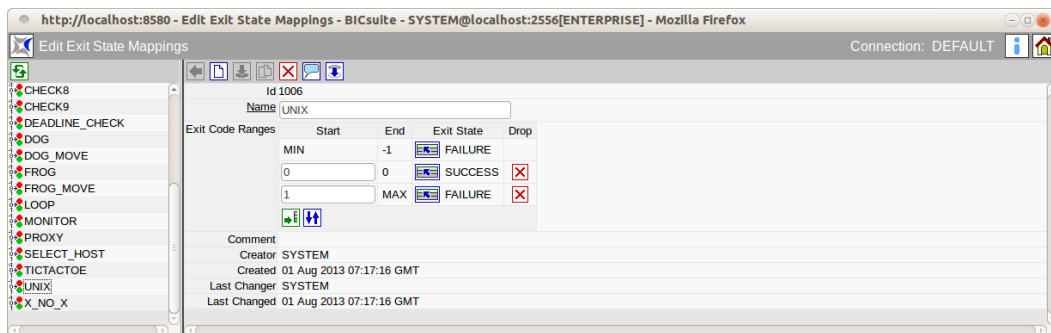 http://localhost:8580 - Edit Exit State Mappings - BICsuite - SYSTEM@localhost:2556[ENTERPRISE] - Mozilla Firefox
Edit Exit State Mappings Connection: DEFAULT
CHECK8
CHECK9
DEADLINE_CHECK
DOG
DOG_MOVE
FROG
FROG_MOVE
LOOP
MONITOR
PROXY
SELECT_HOST
TICTACTOE
UNIX
X_NO_X
Id 1006
Name UNIX
Exit Code Ranges Start End Exit State Drop
MIN -1 FAILURE
0 0 SUCCESS
1 MAX FAILURE
Comment
Creator SYSTEM
Created 01 Aug 2013 07:17:16 GMT
Last Changer SYSTEM
Last Changed 01 Aug 2013 07:17:16 GMT